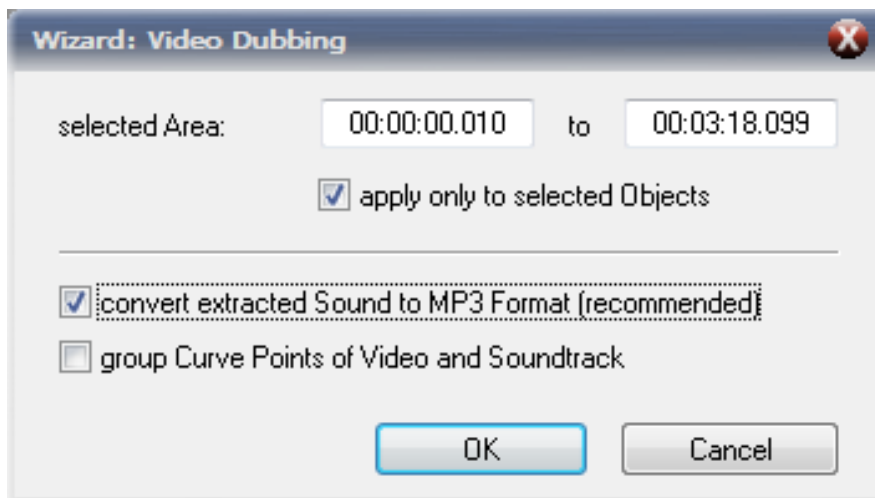 Wizard: Video Dubbing
selected Area: 00:00:00.010 to 00:03:18.099
apply only to selected Objects
convert extracted Sound to MP3 Format (recommended)
group Curve Points of Video and Soundtrack
OK Cancel